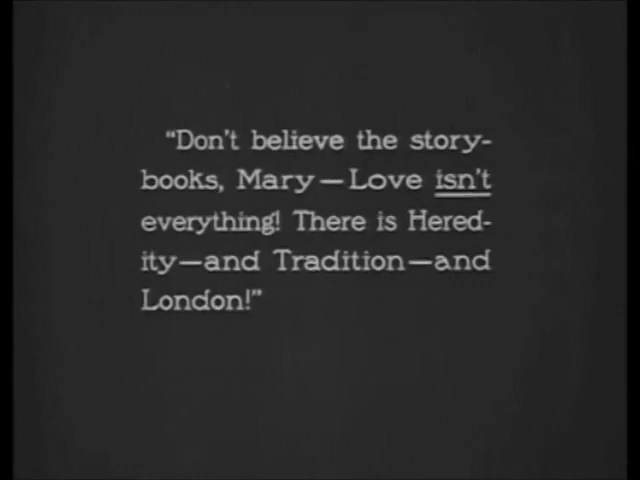 "Don't believe the story-
books, Mary—Love isn't
everything! There is Hered-
ity—and Tradition—and
London!"